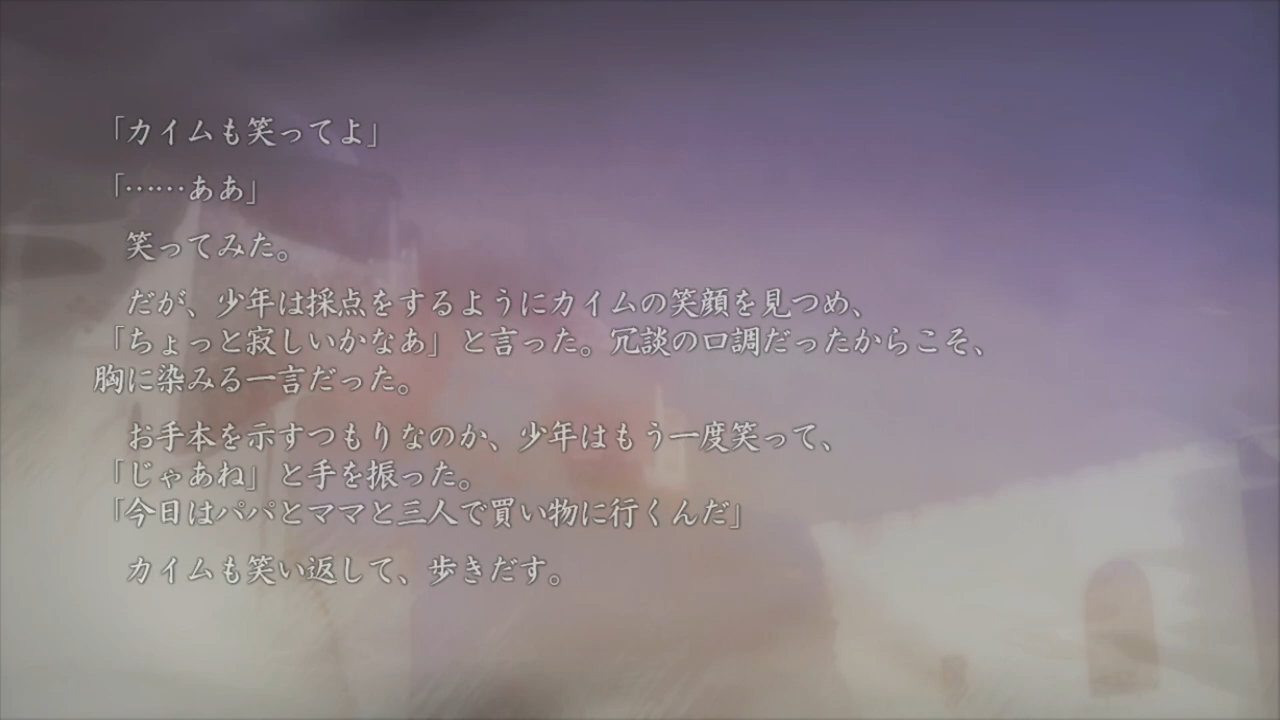 「カイムも笑ってよ」
「……ああ」
笑ってみた。
だが、少年は採点をするようにカイムの笑顔を見つめ、
「ちょっと寂しいかなあ」と言った。冗談の口調だったからこそ、
胸に染みる一言だった。
お手本を示すつもりなのか、少年はもう一度笑って、
「じゃあね」と手を振った。
「今日はパパとママと三人で買い物に行くんだ」
カイムも笑い返して、歩きだす。